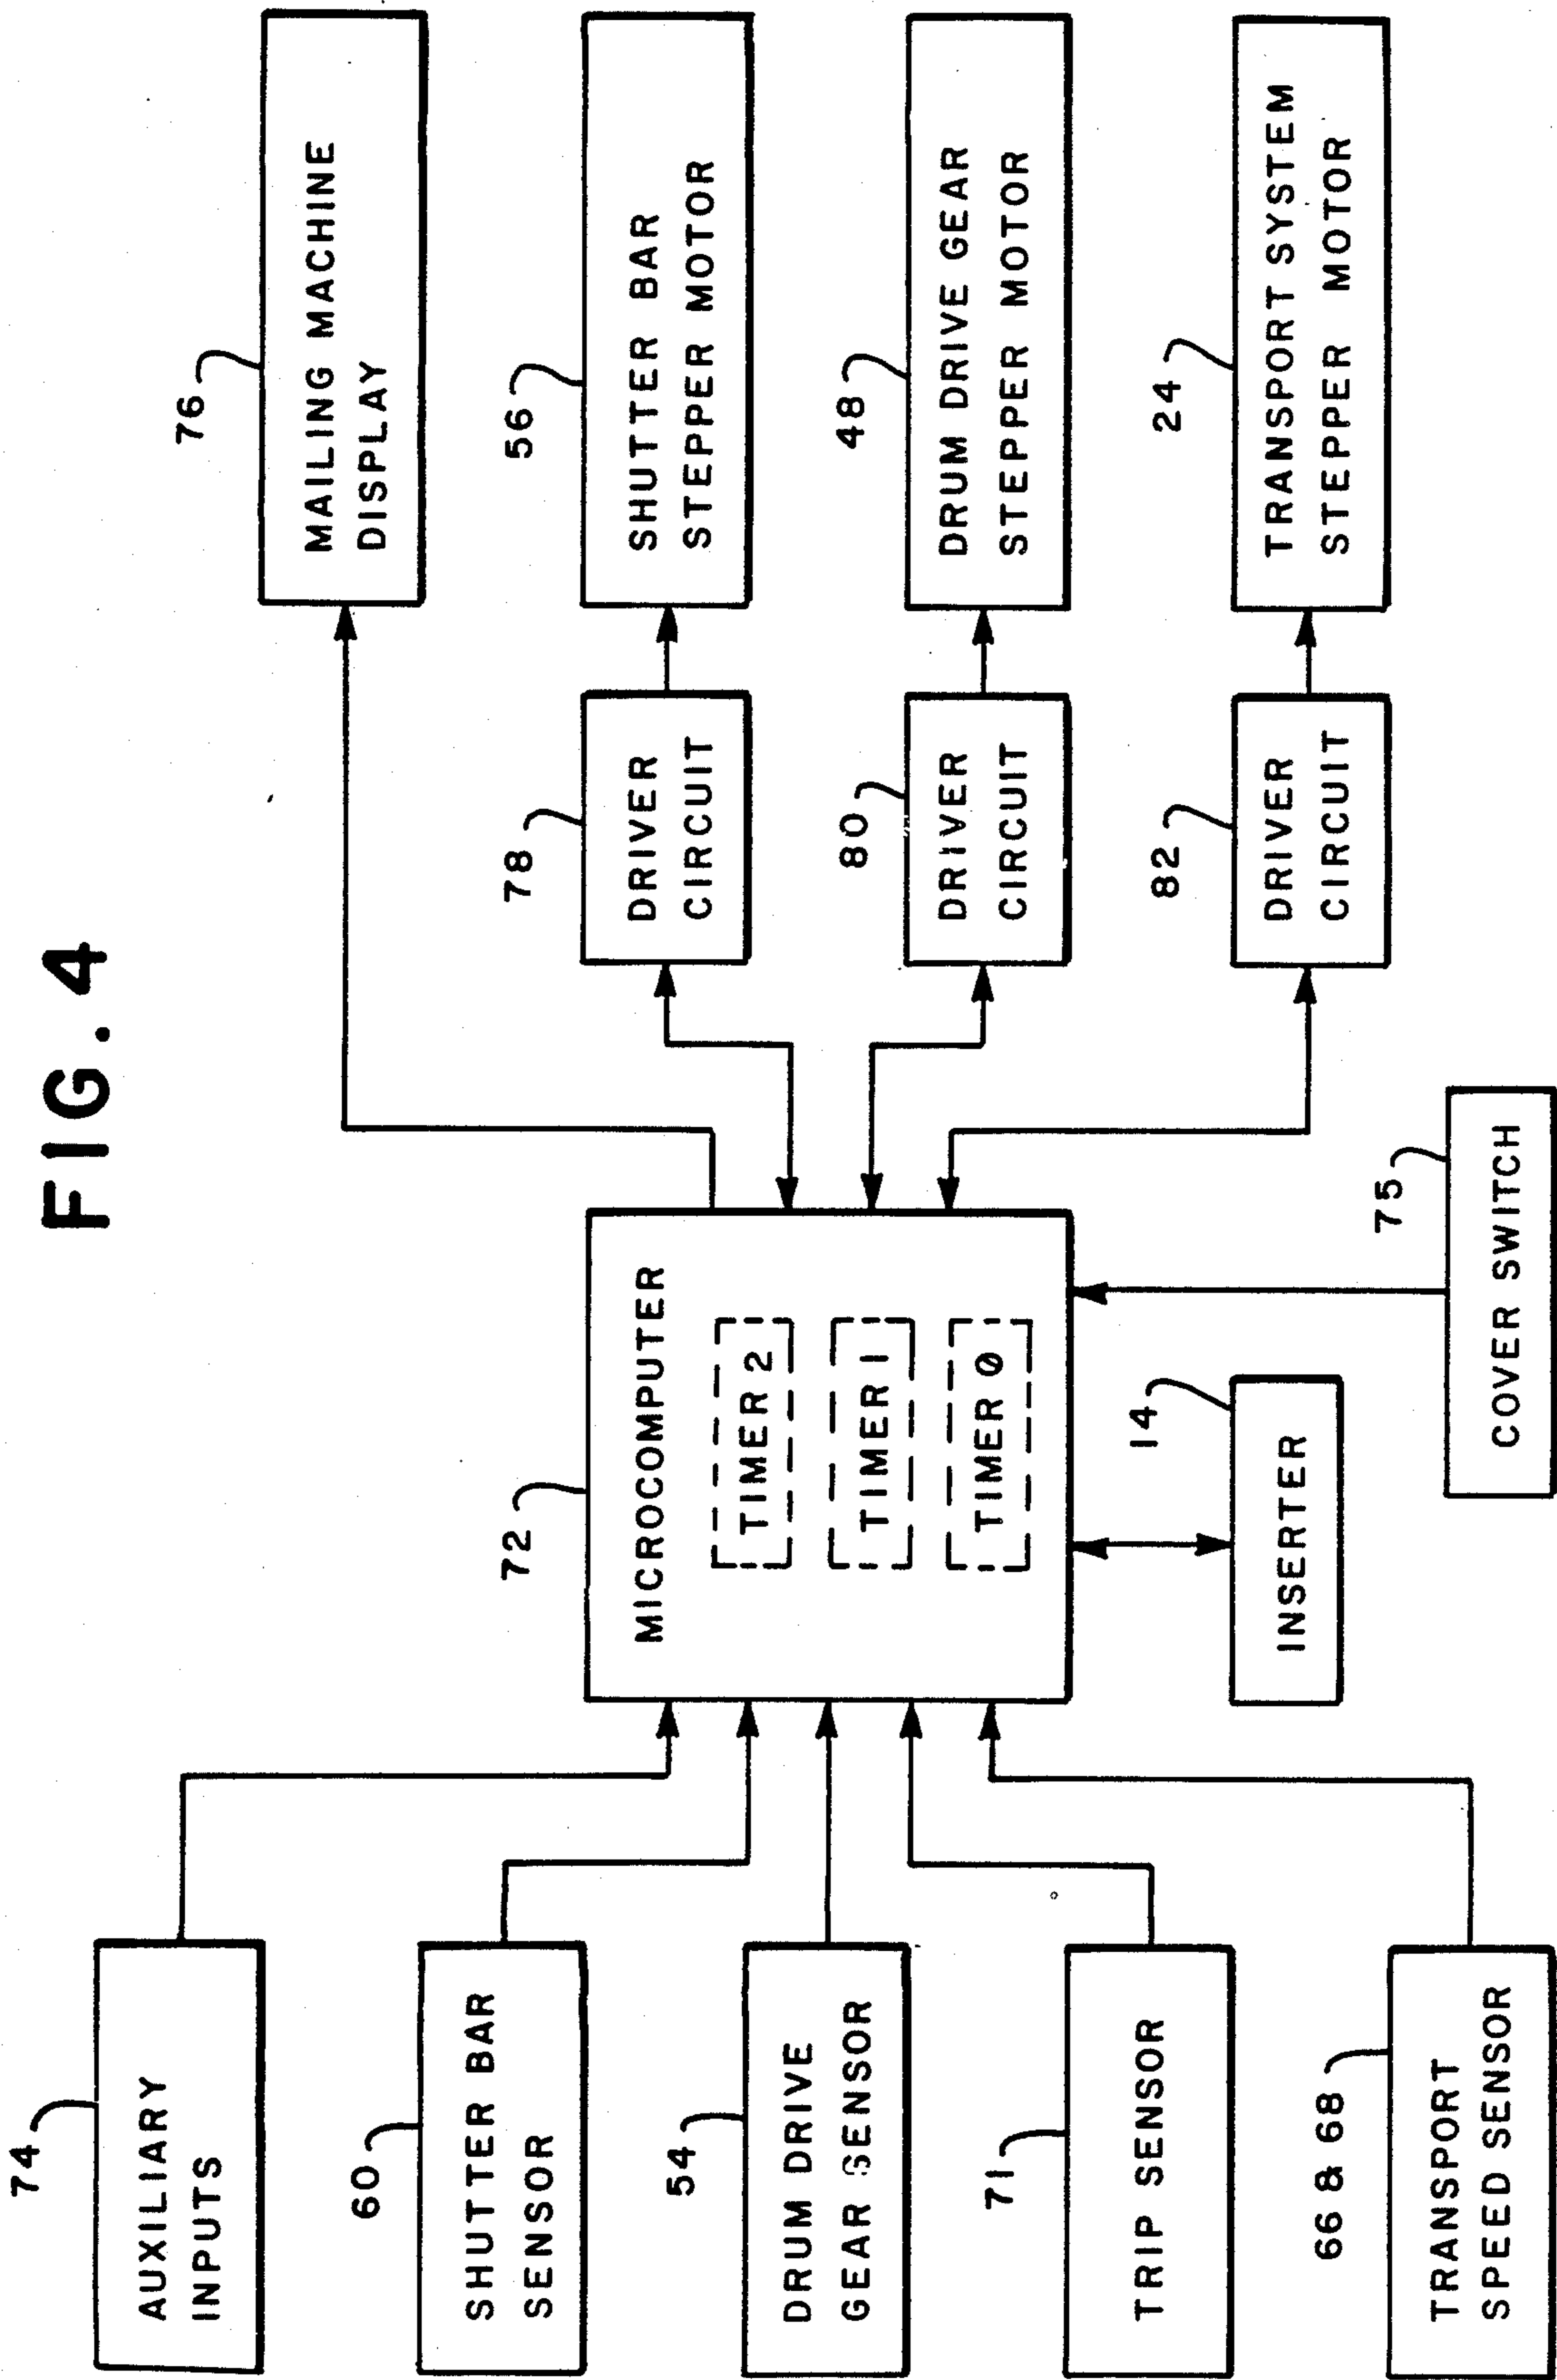 FIG. 4
74
AUXILIARY
INPUTS
60
SHUTTER BAR
SENSOR
54
DRUM DRIVE
GEAR SENSOR
71
TRIP SENSOR
66 & 68
TRANSPORT
SPEED SENSOR
72
MICROCOMPUTER
TIMER 2
TIMER 1
TIMER 0
14
INSERTER
75
COVER SWITCH
76
MAILING MACHINE
DISPLAY
78
DRIVER
CIRCUIT
56
SHUTTER BAR
STEPPER MOTOR
80
DRIVER
CIRCUIT
48
DRUM DRIVE GEAR
STEPPER MOTOR
82
DRIVER
CIRCUIT
24
TRANSPORT SYSTEM
STEPPER MOTOR